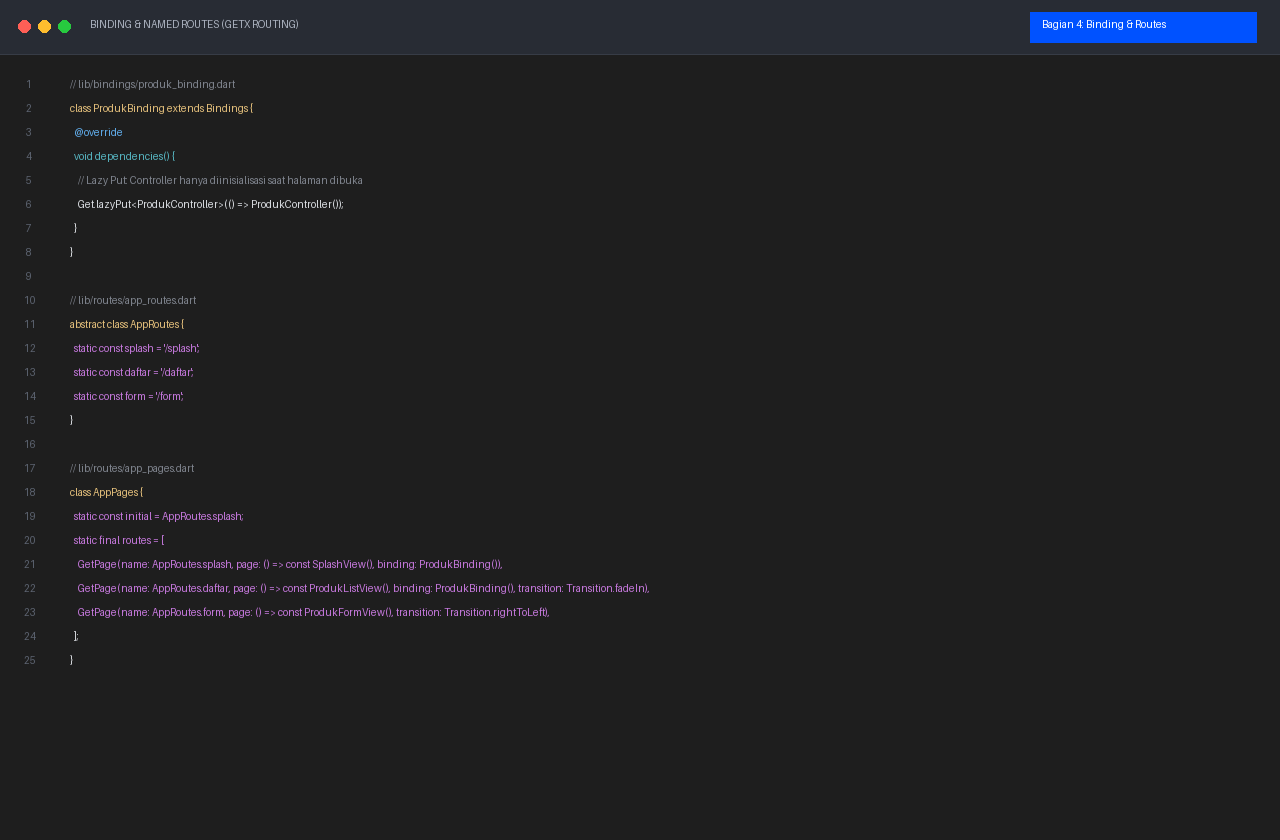 BINDING & NAMED ROUTES (GETX ROUTING)
Bagian 4: Binding & Routes
1 // lib/bindings/produk_binding.dart
2 class ProdukBinding extends Bindings {
3 @override
4 void dependencies() {
5 // Lazy Put: Controller hanya diinisialisasi saat halaman dibuka
6 Get.lazyPut<ProdukController>(() => ProdukController());
7 }
8 }
9
10 // lib/routes/app_routes.dart
11 abstract class AppRoutes {
12 static const splash = '/splash';
13 static const daftar = '/daftar';
14 static const form = '/form';
15 }
16
17 // lib/routes/app_pages.dart
18 class AppPages {
19 static const initial = AppRoutes.splash;
20 static final routes = [
21 GetPage(name: AppRoutes.splash, page: () => const SplashView(), binding: ProdukBinding()),
22 GetPage(name: AppRoutes.daftar, page: () => const ProdukListView(), binding: ProdukBinding(), transition: Transition.fadeIn),
23 GetPage(name: AppRoutes.form, page: () => const ProdukFormView(), transition: Transition.rightToLeft),
24 ];
25 }